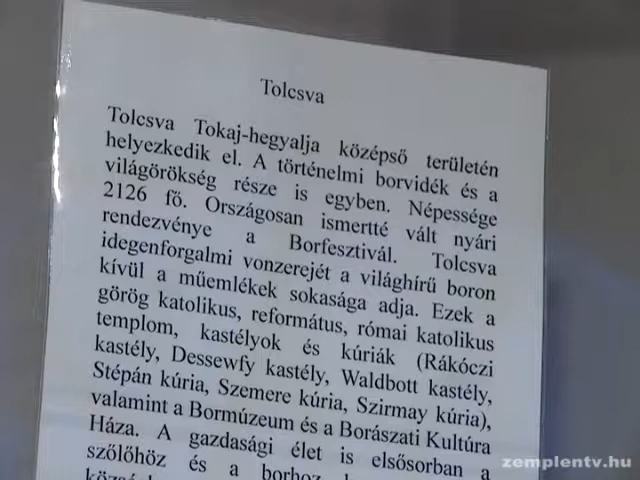 Tolcsva
Tolcsva Tokaj-hegyalja középső területén
helyezkedik el. A történelmi borvidék és a
világörökség része is egyben. Népessége
2126 fő. Országosan ismertté vált nyári
rendezvénye a Borfesztivál. Tolcsva
idegenforgalmi vonzerejét a világhírű boron
kívül a műemlékek sokasága adja. Ezek a
görög katolikus, református, római katolikus
templom, kastélyok és kúriák (Rákóczi
kastély, Dessewfy kastély, Waldbott kastély,
Stépán kúria, Szemere kúria, Szirmay kúria),
valamint a Bormúzeum és a Borászati Kultúra
Háza. A gazdasági élet is elsősorban a
szőlőhöz és a borhoz
zemplentv.hu